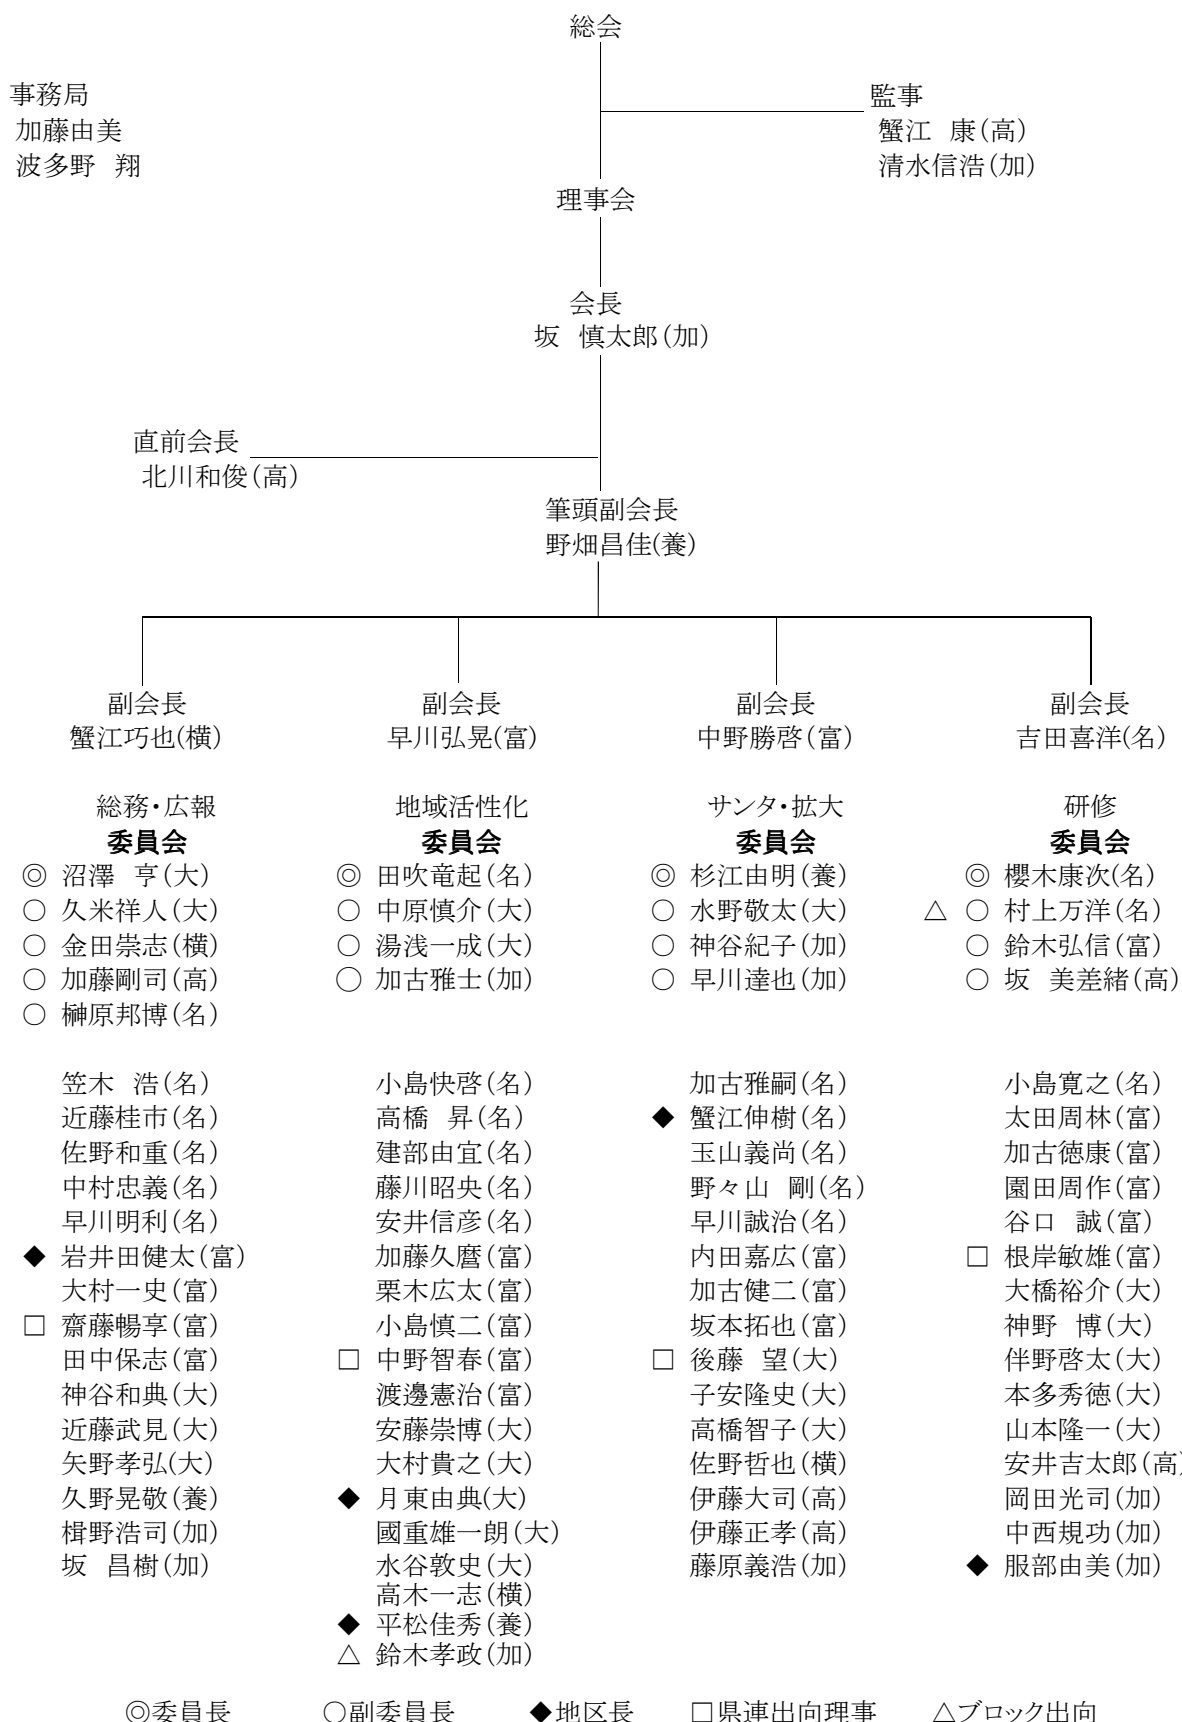 総会
事務局
加藤由美
波多野 翔
監事
蟹江 康(高)
清水信浩(加)
理事会
会長
坂 慎太郎(加)
直前会長
北川和俊(高)
筆頭副会長
野畑昌佳(養)
副会長
蟹江巧也(横)
総務・広報
委員会
◎ 沼澤 亨(大)
○ 久米祥人(大)
○ 金田崇志(横)
○ 加藤剛司(高)
○ 榊原邦博(名)
笠木 浩(名)
近藤桂市(名)
佐野和重(名)
中村忠義(名)
早川明利(名)
◆ 岩井田健太(富)
大村一史(富)
□ 齋藤暢享(富)
田中保志(富)
神谷和典(大)
近藤武見(大)
矢野孝弘(大)
久野晃敬(養)
楫野浩司(加)
坂 昌樹(加)
副会長
早川弘晃(富)
地域活性化
委員会
◎ 田吹竜起(名)
○ 中原慎介(大)
○ 湯浅一成(大)
○ 加古雅士(加)
小島快啓(名)
高橋 昇(名)
建部由宜(名)
藤川昭央(名)
安井信彦(名)
加藤久麿(富)
栗木広太(富)
小島慎二(富)
□ 中野智春(富)
渡邊憲治(富)
安藤崇博(大)
大村貴之(大)
◆ 月東由典(大)
國重雄一朗(大)
水谷敦史(大)
高木一志(横)
◆ 平松佳秀(養)
△ 鈴木孝政(加)
副会長
中野勝啓(富)
サンタ・拡大
委員会
◎ 杉江由明(養)
○ 水野敬太(大)
○ 神谷紀子(加)
○ 早川達也(加)
加古雅嗣(名)
◆ 蟹江伸樹(名)
玉山義尚(名)
野々山 剛(名)
早川誠治(名)
内田嘉広(富)
加古健二(富)
坂本拓也(富)
□ 後藤 望(大)
子安隆史(大)
高橋智子(大)
佐野哲也(横)
伊藤大司(高)
伊藤正孝(高)
藤原義浩(加)
副会長
吉田喜洋(名)
研修
委員会
◎ 櫻木康次(名)
△ ○ 村上万洋(名)
○ 鈴木弘信(富)
○ 坂 美差緒(高)
小島寛之(名)
太田周林(富)
加古徳康(富)
園田周作(富)
谷口 誠(富)
□ 根岸敏雄(富)
大橋裕介(大)
神野 博(大)
伴野啓太(大)
本多秀徳(大)
山本隆一(大)
安井吉太郎(高)
岡田光司(加)
中西規功(加)
◆ 服部由美(加)
◎委員長 ○副委員長 ◆地区長 □県連出向理事 △ブロック出向